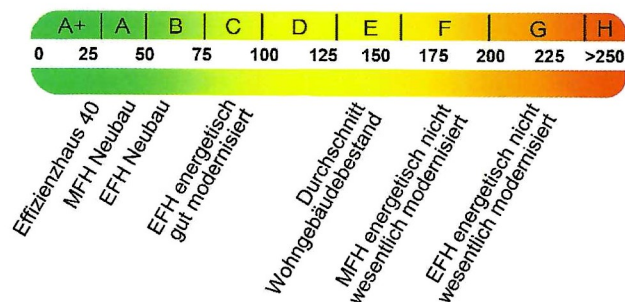 A+ A B C D E F G H
0 25 50 75 100 125 150 175 200 225 >250
Effizienzhaus 40
MFH Neubau
EFH Neubau
EFH energetisch
gut modernisiert
Durchschnitt
Wohngebäudebestand
MFH energetisch nicht
wesentlich modernisiert
EFH energetisch nicht
wesentlich modernisiert